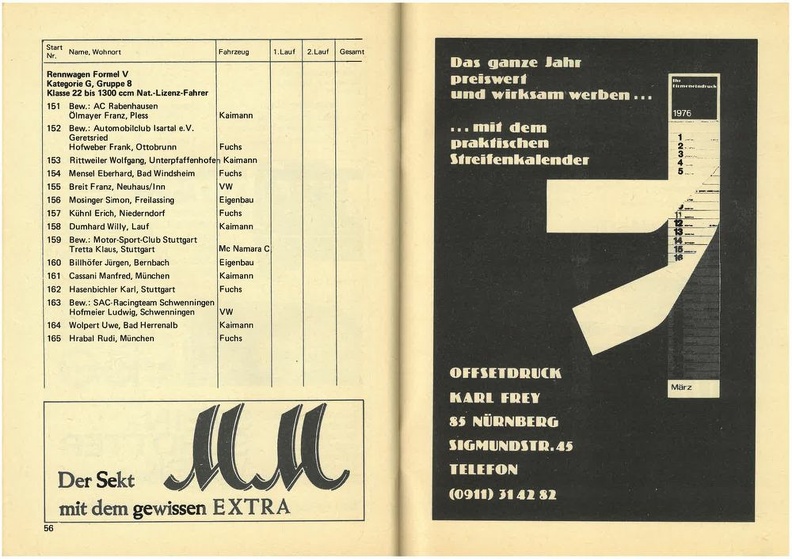 Start Nr. Name, Wohnort Fahrzeug 1.Lauf 2.Lauf Gesamt
Rennwagen Formel V
Kategorie G, Gruppe 8
Klasse 22 bis 1300 ccm Nat.-Lizenz-Fahrer
151 Bew.: AC Rabenhausen
Ölmayer Franz, Pless Kaimann
152 Bew.: Automobilclub Isartal e.V.
Geretsried
Hofweber Frank, Ottobrunn Fuchs
153 Rittweiler Wolfgang, Unterpfaffenhofen Kaimann
154 Mensel Eberhard, Bad Windsheim Fuchs
155 Breit Franz, Neuhaus/Inn VW
156 Mosinger Simon, Freilassing Eigenbau
157 Kühnl Erich, Niederndorf Fuchs
158 Dumhard Willy, Lauf Kaimann
159 Bew.: Motor-Sport-Club Stuttgart
Tretta Klaus, Stuttgart Mc Namara C
160 Billhöfer Jürgen, Bernbach Eigenbau
161 Cassani Manfred, München Kaimann
162 Hasenbichler Karl, Stuttgart Fuchs
163 Bew.: SAC-Racingteam Schwenningen
Hofmeier Ludwig, Schwenningen VW
164 Wolpert Uwe, Bad Herrenalb Kaimann
165 Hrabal Rudi, München Fuchs
MM
Der Sekt
mit dem gewissen EXTRA
56
Das ganze Jahr
preiswert
und wirksam werben ...
... mit dem
praktischen
Streifenkalender
Ihr
1976
1
2
3
4
5
11
12
13
14
15
16
März
OFFSETDRUCK
KARL FREY
85 NÜRNBERG
SIGMUNDSTR. 45
TELEFON
(0911) 31 42 82